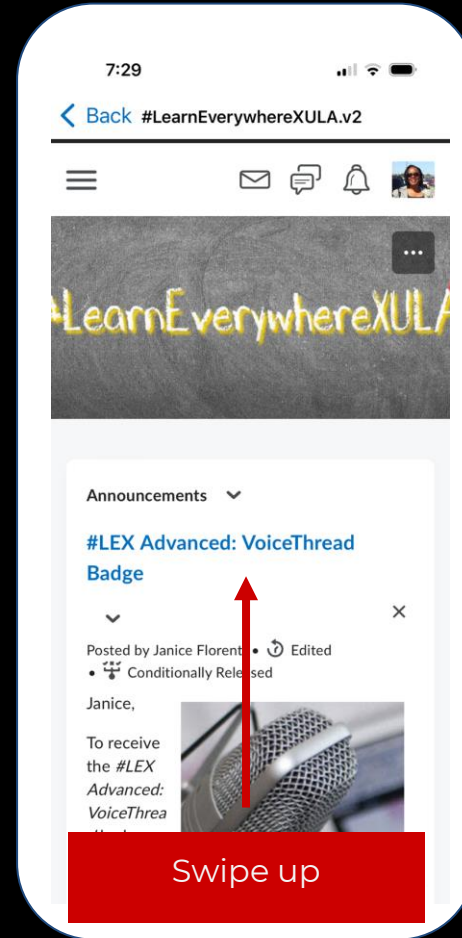 7:29
Back #LearnEverywhereXULA.v2
...
#LearnEverywhereXULA
Announcements
#LEX Advanced: VoiceThread
Badge
Posted by Janice Florent • Edited
• Conditionally Released
Janice,
To receive
the #LEX
Advanced:
VoiceThrea
Swipe up